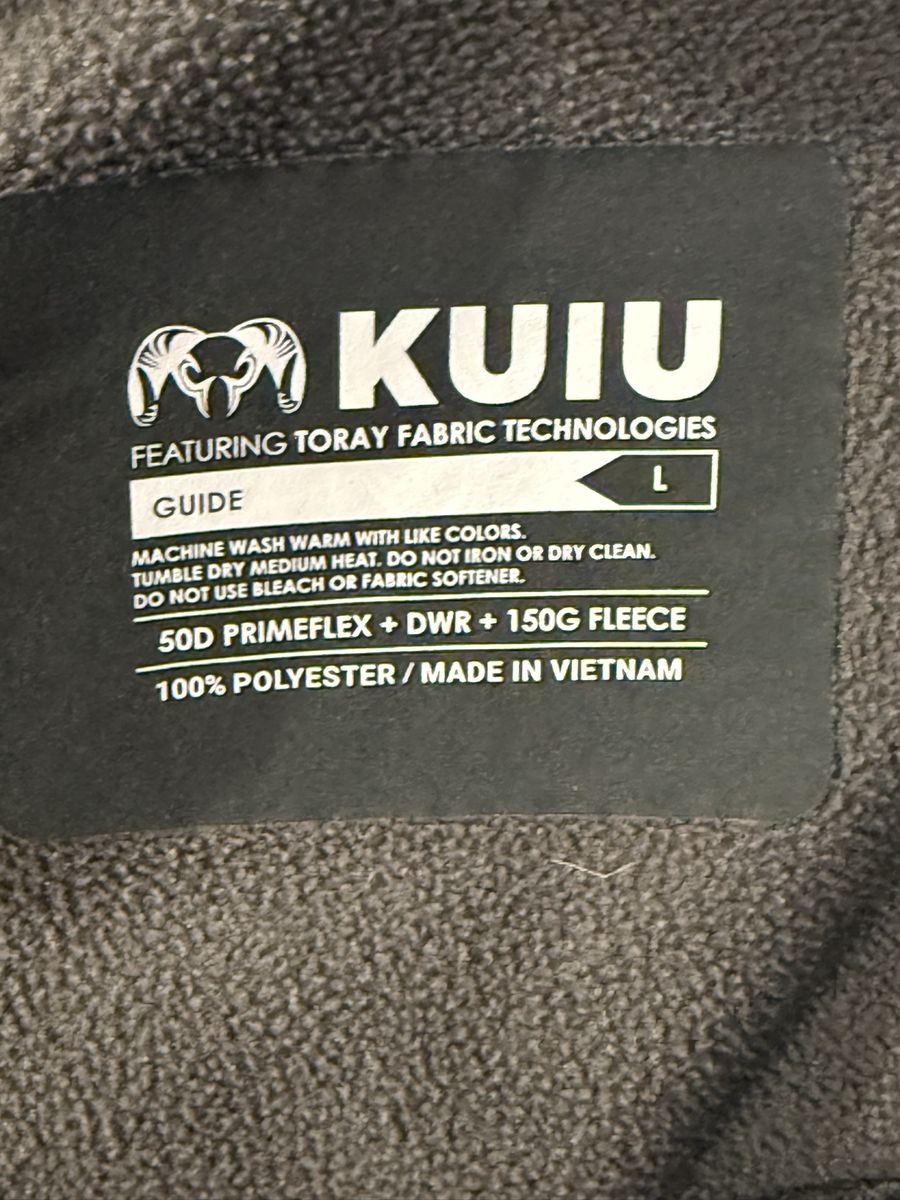 KUIU
FEATURING TORAY FABRIC TECHNOLOGIES
GUIDE L
MACHINE WASH WARM WITH LIKE COLORS.
TUMBLE DRY MEDIUM HEAT. DO NOT IRON OR DRY CLEAN.
DO NOT USE BLEACH OR FABRIC SOFTENER.
50D PRIMEFLEX + DWR + 150G FLEECE
100% POLYESTER / MADE IN VIETNAM